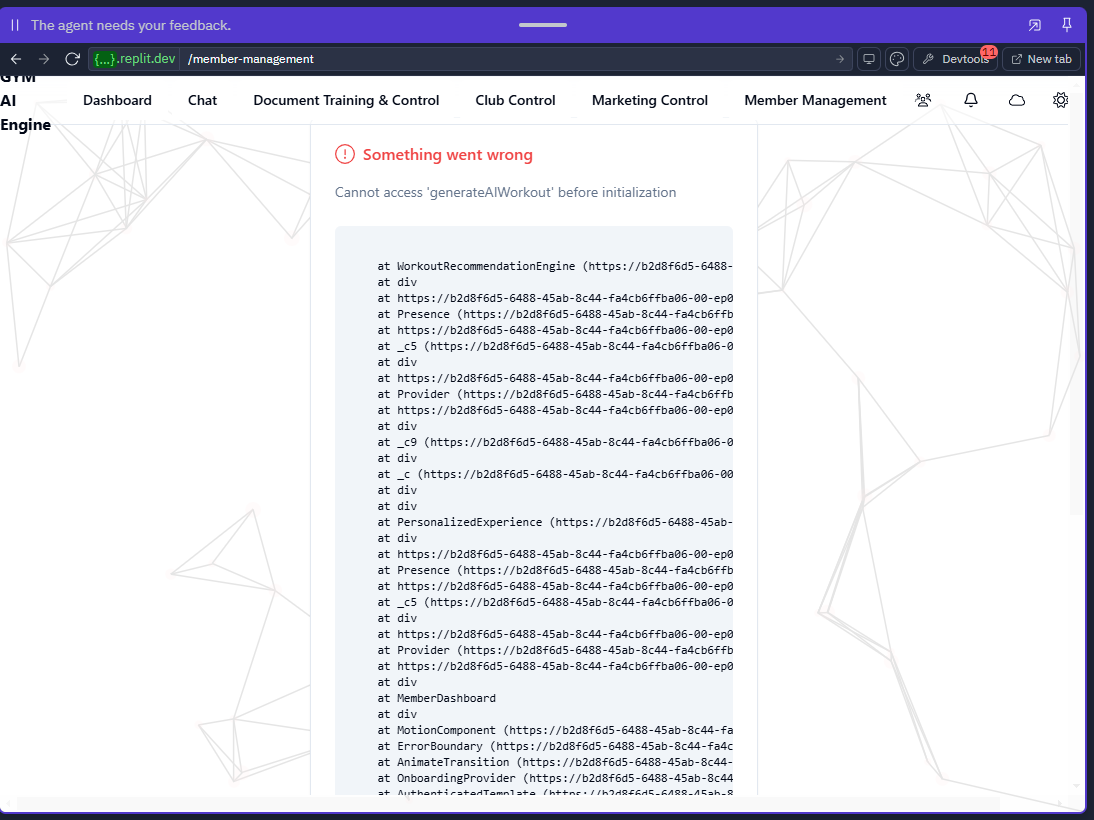 The agent needs your feedback.
{...}.replit.dev /member-management Devtools 11 New tab
GYM
AI
Engine
Dashboard Chat Document Training & Control Club Control Marketing Control Member Management
Something went wrong
Cannot access 'generateAIWorkout' before initialization
at WorkoutRecommendationEngine (https://b2d8f6d5-6488-
at div
at https://b2d8f6d5-6488-45ab-8c44-fa4cb6ffba06-00-ep0
at Presence (https://b2d8f6d5-6488-45ab-8c44-fa4cb6ffb
at https://b2d8f6d5-6488-45ab-8c44-fa4cb6ffba06-00-ep0
at _c5 (https://b2d8f6d5-6488-45ab-8c44-fa4cb6ffba06-0
at div
at https://b2d8f6d5-6488-45ab-8c44-fa4cb6ffba06-00-ep0
at Provider (https://b2d8f6d5-6488-45ab-8c44-fa4cb6ffb
at https://b2d8f6d5-6488-45ab-8c44-fa4cb6ffba06-00-ep0
at div
at _c9 (https://b2d8f6d5-6488-45ab-8c44-fa4cb6ffba06-0
at div
at _c (https://b2d8f6d5-6488-45ab-8c44-fa4cb6ffba06-00
at div
at div
at PersonalizedExperience (https://b2d8f6d5-6488-45ab-
at div
at https://b2d8f6d5-6488-45ab-8c44-fa4cb6ffba06-00-ep0
at Presence (https://b2d8f6d5-6488-45ab-8c44-fa4cb6ffb
at https://b2d8f6d5-6488-45ab-8c44-fa4cb6ffba06-00-ep0
at _c5 (https://b2d8f6d5-6488-45ab-8c44-fa4cb6ffba06-0
at div
at https://b2d8f6d5-6488-45ab-8c44-fa4cb6ffba06-00-ep0
at Provider (https://b2d8f6d5-6488-45ab-8c44-fa4cb6ffb
at https://b2d8f6d5-6488-45ab-8c44-fa4cb6ffba06-00-ep0
at div
at MemberDashboard
at div
at MotionComponent (https://b2d8f6d5-6488-45ab-8c44-fa
at ErrorBoundary (https://b2d8f6d5-6488-45ab-8c44-fa4c
at AnimateTransition (https://b2d8f6d5-6488-45ab-8c44-
at OnboardingProvider (https://b2d8f6d5-6488-45ab-8c44
at AuthenticatedTemplate (https://b2d8f6d5-6488-45ab-8